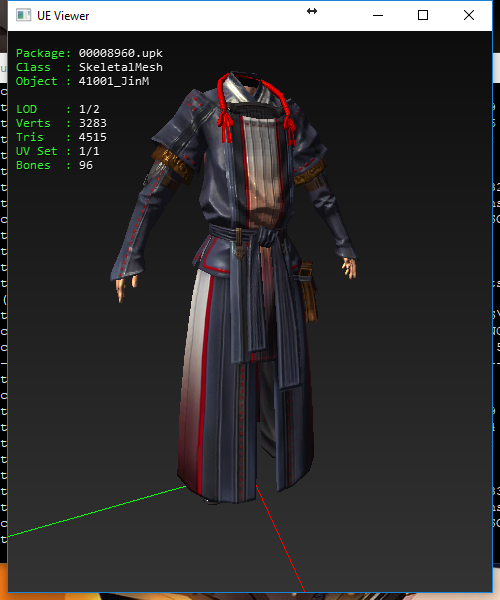 UE Viewer
Package: 00008960.upk
Class  : SkeletalMesh
Object : 41001_JinM
LOD    : 1/2
Verts  : 3283
Tris   : 4515
UV Set : 1/1
Bones  : 96